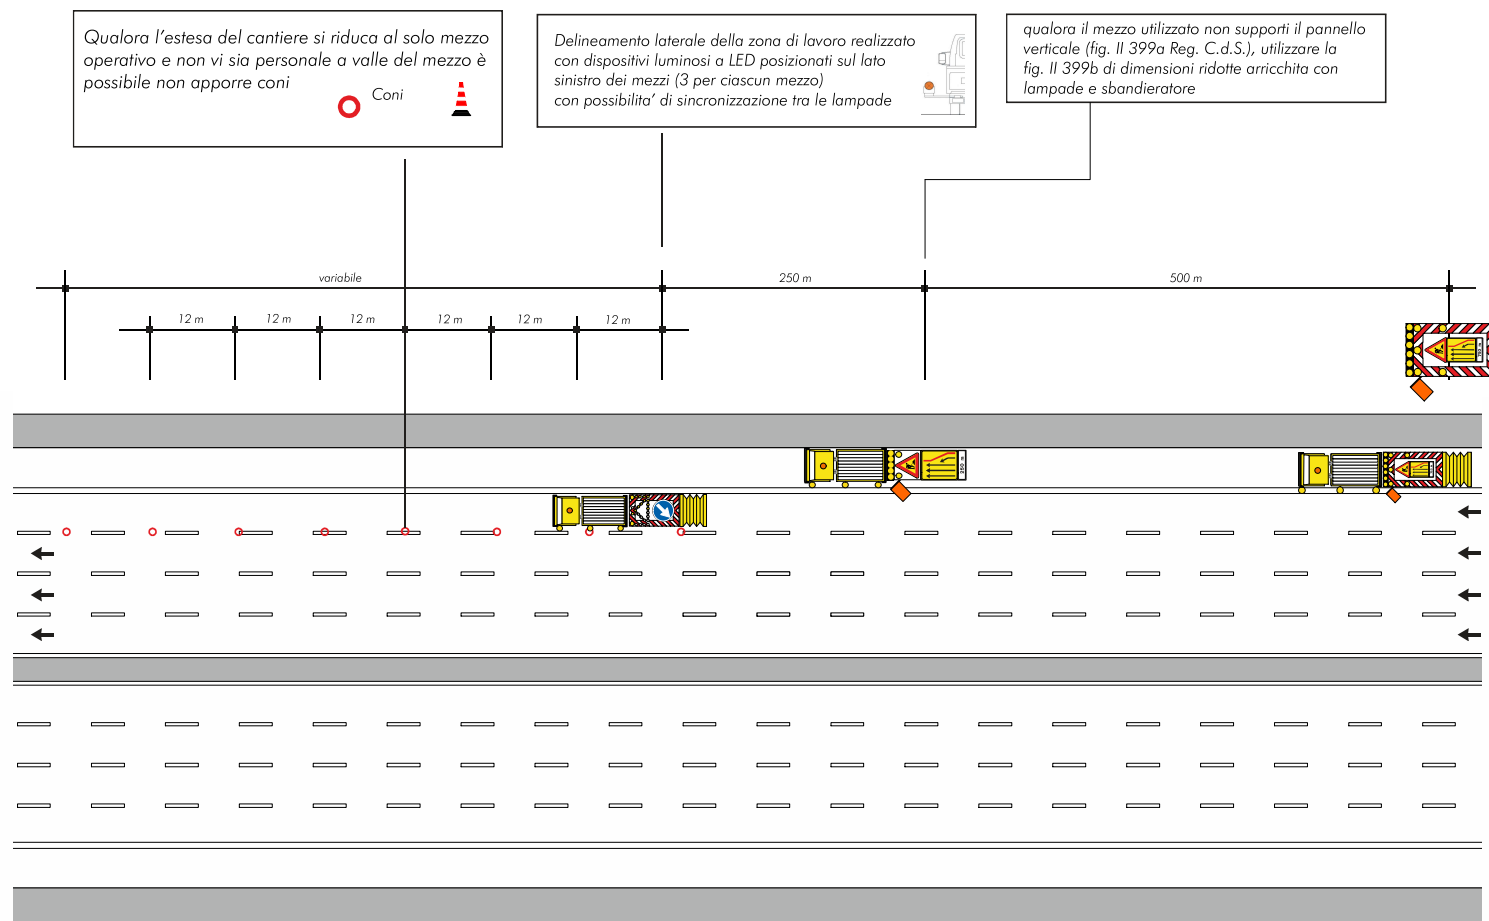 Qualora l'estesa del cantiere si riduca al solo mezzo
operativo e non vi sia personale a valle del mezzo è
possibile non apporre coni
Coni
Delineamento laterale della zona di lavoro realizzato
con dispositivi luminosi a LED posizionati sul lato
sinistro dei mezzi (3 per ciascun mezzo)
con possibilita' di sincronizzazione tra le lampade
qualora il mezzo utilizzato non supporti il pannello
verticale (fig. II 399a Reg. C.d.S.), utilizzare la
fig. II 399b di dimensioni ridotte arricchita con
lampade e sbandieratore
variabile
250 m
500 m
12 m
12 m
12 m
12 m
12 m
12 m
750 m
250 m